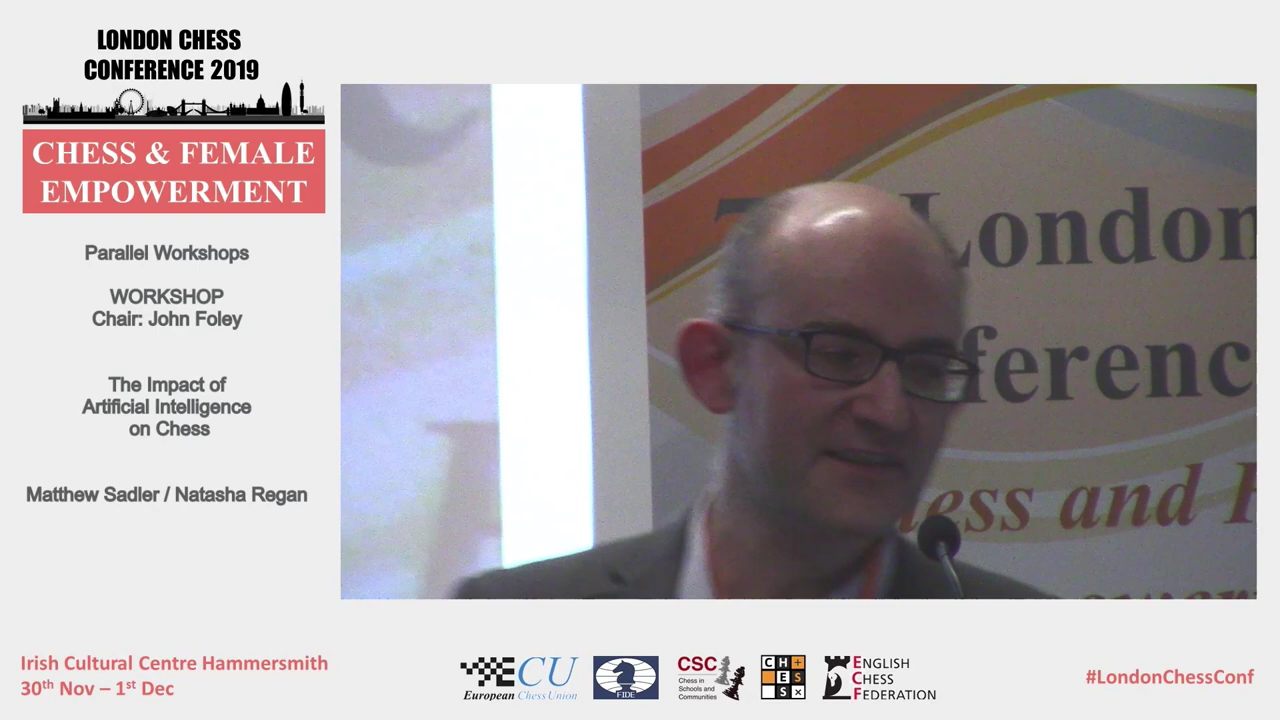 LONDON CHESS
CONFERENCE 2019
CHESS & FEMALE
EMPOWERMENT
Parallel Workshops
WORKSHOP
Chair: John Foley
The Impact of
Artificial Intelligence
on Chess
Matthew Sadler / Natasha Regan
London
ferenc
ess and
Irish Cultural Centre Hammersmith
30th Nov – 1st Dec
ECU
European Chess Union
FIDE
CSC
Chess in
Schools and
Communities
CH+
ES
Sx
ENGLISH
CHESS
FEDERATION
#LondonChessConf